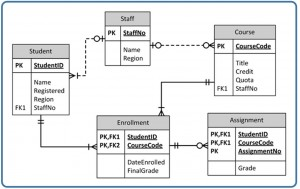 Staff
PK StaffNo
Name
Region
Student
PK StudentID
Name
Registered
Region
FK1 StaffNo
Course
PK CourseCode
Title
Credit
Quota
FK1 StaffNo
Enrollment
PK,FK1 StudentID
PK,FK2 CourseCode
DateEnrolled
FinalGrade
Assignment
PK,FK1 StudentID
PK,FK1 CourseCode
PK AssignmentNo
Grade